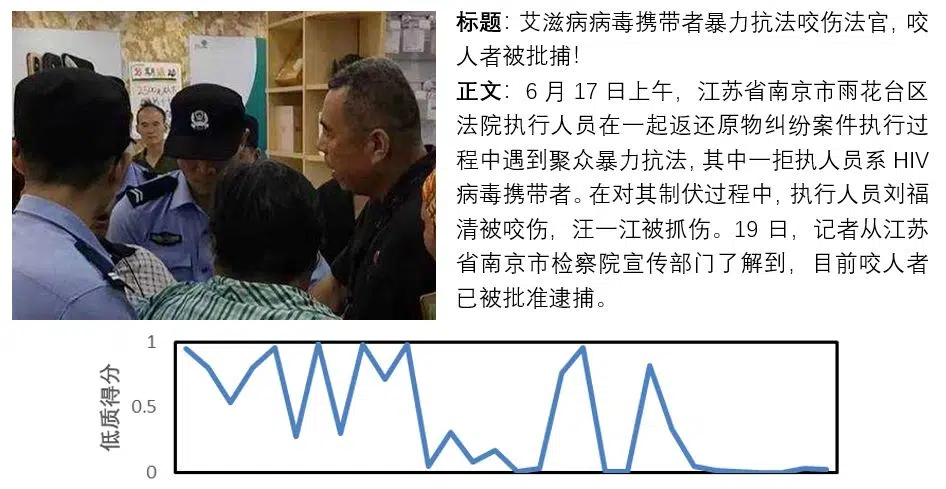 标题：艾滋病病毒携带者暴力抗法咬伤法官，咬
人者被批捕！
正文：6 月 17 日上午，江苏省南京市雨花台区
法院执行人员在一起返还原物纠纷案件执行过
程中遇到聚众暴力抗法，其中一拒执人员系 HIV
病毒携带者。在对其制伏过程中，执行人员刘福
清被咬伤，汪一江被抓伤。19 日，记者从江苏
省南京市检察院宣传部门了解到，目前咬人者
已被批准逮捕。
低质得分
1
0.5
0